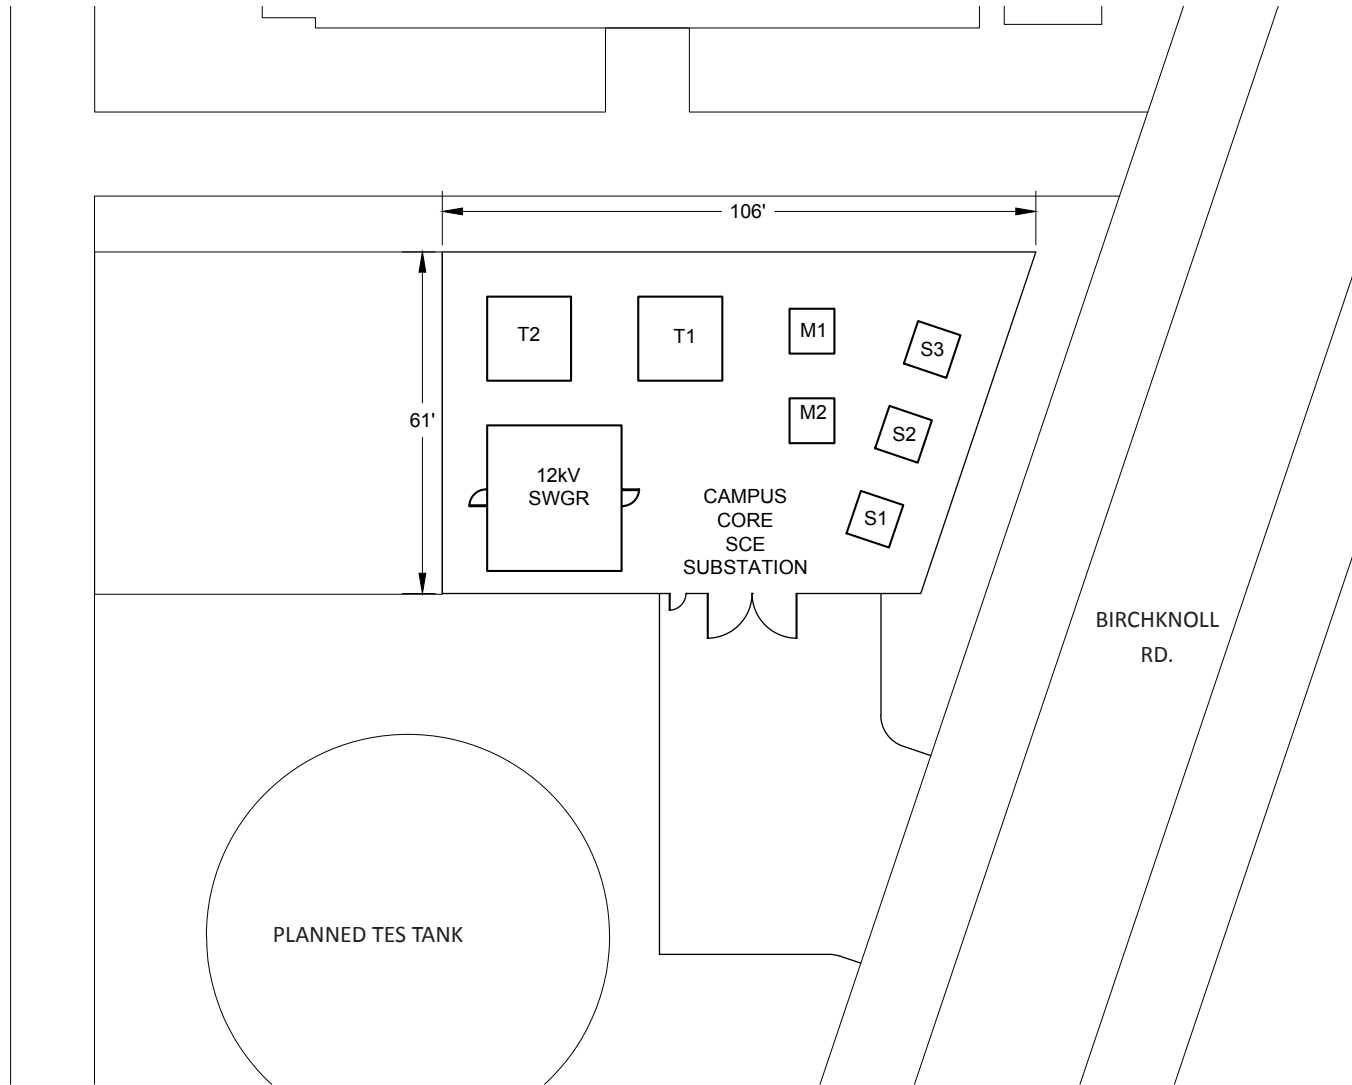 106'
T2
T1
M1
S3
61'
M2
S2
12kV
SWGR
CAMPUS
CORE
SCE
SUBSTATION
S1
BIRCHKNOLL
RD.
PLANNED TES TANK